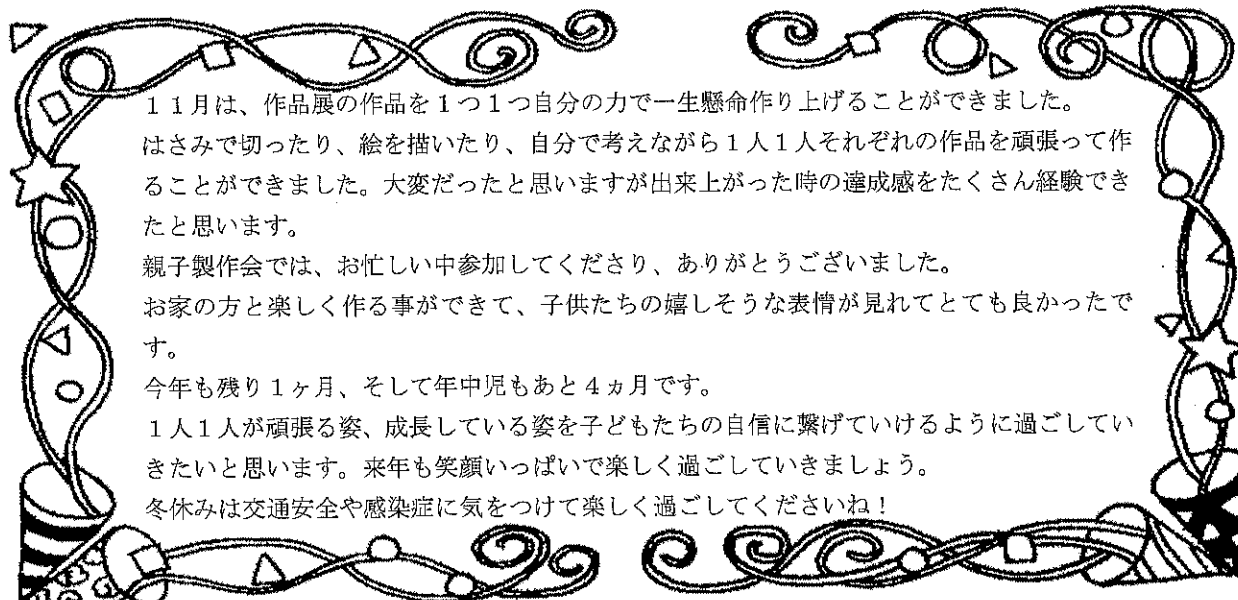 １１月は、作品展の作品を１つ１つ自分の力で一生懸命作り上げることができました。
はさみで切ったり、絵を描いたり、自分で考えながら１人１人それぞれの作品を頑張って作
ることができました。大変だったと思いますが出来上がった時の達成感をたくさん経験でき
たと思います。
親子製作会では、お忙しい中参加してくださり、ありがとうございました。
お家の方と楽しく作る事ができて、子供たちの嬉しそうな表情が見れてとても良かったで
す。
今年も残り１ヶ月、そして年中児もあと４ヵ月です。
１人１人が頑張る姿、成長している姿を子どもたちの自信に繋げていけるように過ごしてい
きたいと思います。来年も笑顔いっぱいで楽しく過ごしていきましょう。
冬休みは交通安全や感染症に気をつけて楽しく過ごしてくださいね！